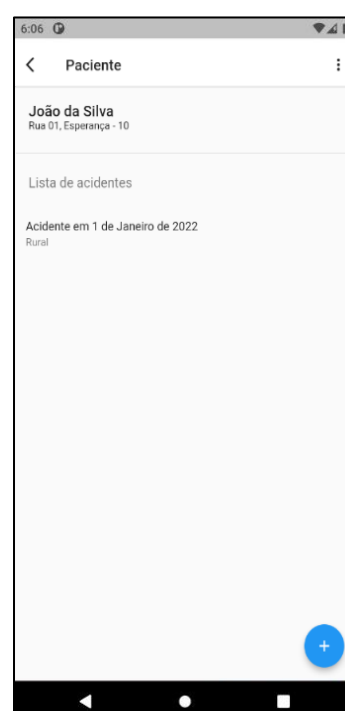 6:06
Paciente
João da Silva
Rua 01, Esperança - 10
Lista de acidentes
Acidente em 1 de Janeiro de 2022
Rural
+